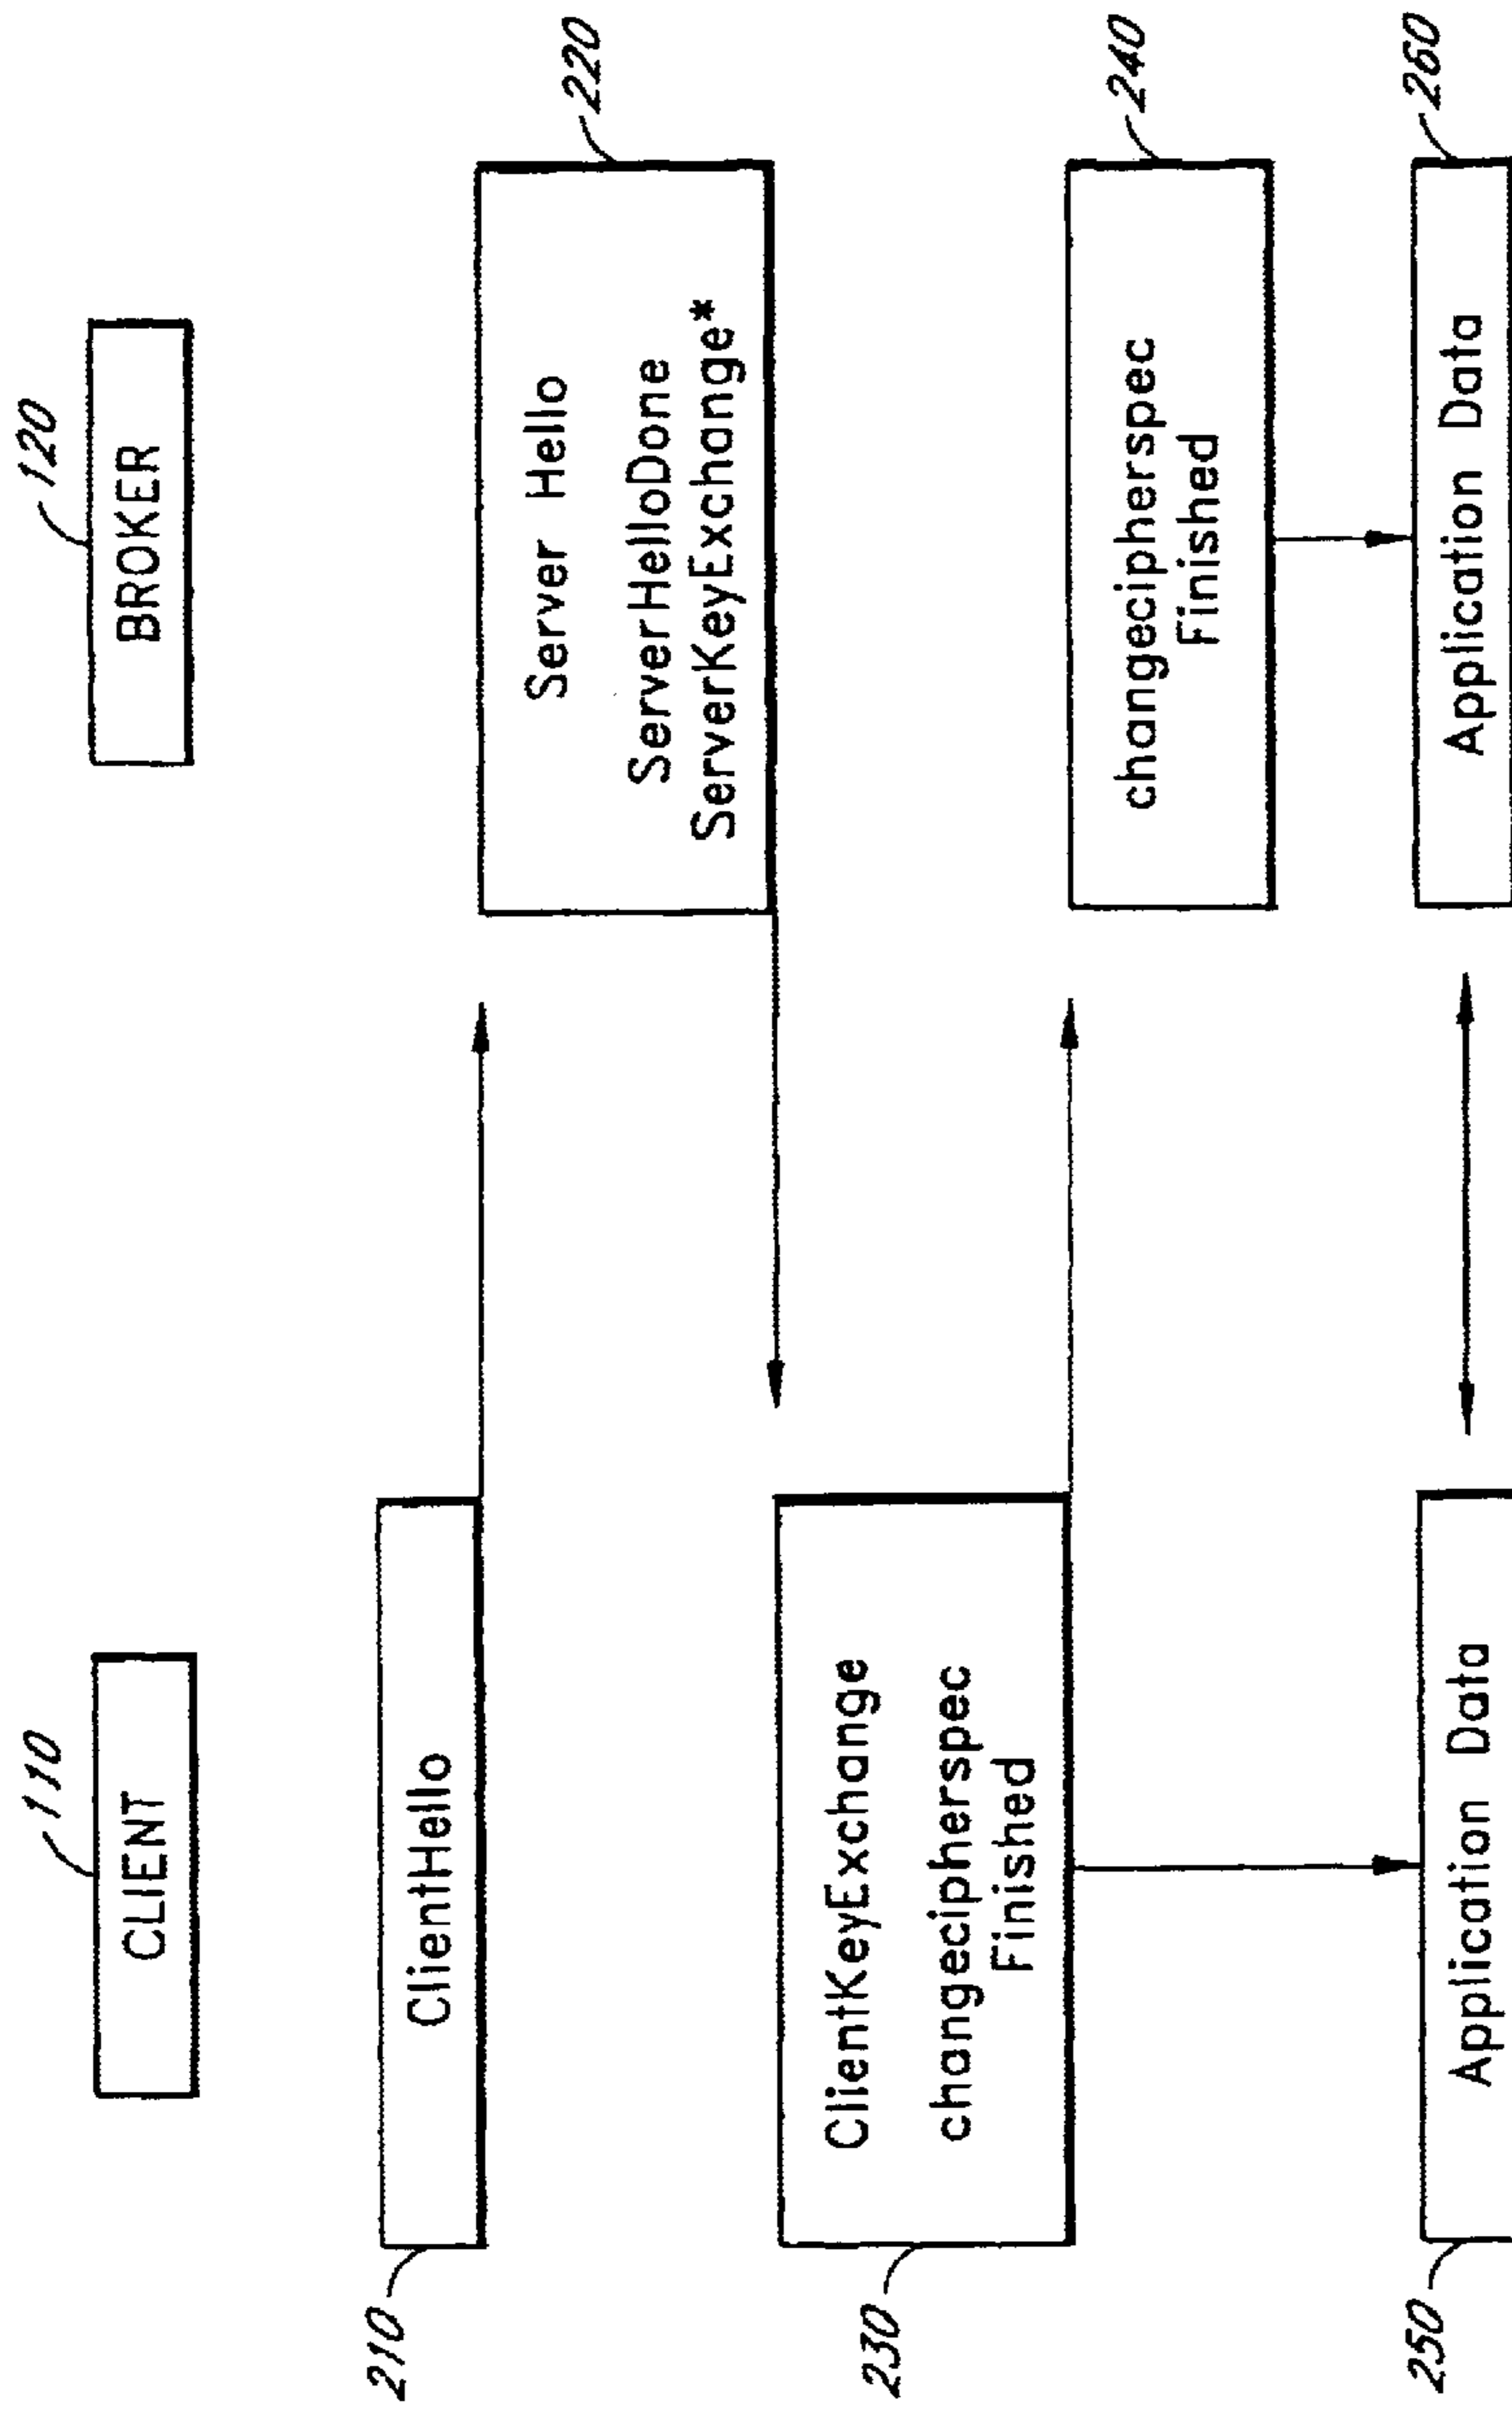 110
120
CLIENT
BROKER
210
ClientHello
220
Server Hello
ServerHelloDone
ServerKeyExchange*
230
ClientKeyExchange
changecipherspec
Finished
240
changecipherspec
Finished
250
Application Data
260
Application Data